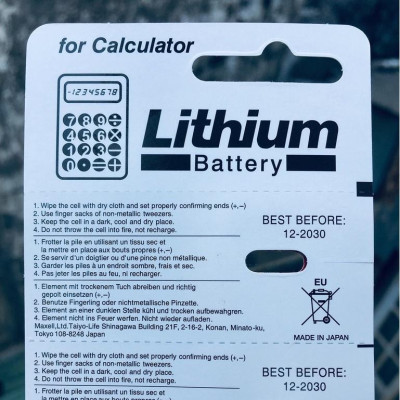 for Calculator
-12345678
7 8 9 ÷
4 5 6 ×
1 2 3 −
0 • = +
Lithium
Battery
1. Wipe the cell with dry cloth and set properly confirming ends (+,–)
2. Use finger sacks of non-metallic tweezers.
3. Keep the cell in a dark, cool and dry place.
4. Do not throw the cell into fire, not recharge.
BEST BEFORE:
12-2030
1. Frotter la pile en utilisant un tissu sec et
la mettre en place aux bouts propres (+,–)
2. Se servir d'un doigtier ou d'une pince non métallique.
3. Garder les piles à un endroit sombre, frais et sec.
4. Pas jeter les piles au feu, ni recharger.
1. Element mit trockenem Tuch abreiben und richtig
gepolt einsetzen (+,–)
2. Benutze Fingerling oder nichtmetallische Pinzette.
3. Element an einer dunklen Stelle kühl und trocken aufbewahren.
4. Element nicht ins Feuer werfen. Nicht wieder aufladen.
Maxell,Ltd.Taiyo-Life Shinagawa Building 21F, 2-16-2, Konan, Minato-ku,
Tokyo 108-8248 Japan
EU
MADE IN JAPAN
1. Wipe the cell with dry cloth and set properly confirming ends (+,–)
2. Use finger sacks of non-metallic tweezers.
3. Keep the cell in a dark, cool and dry place.
4. Do not throw the cell into fire, not recharge.
BEST BEFORE:
12-2030
1. Frotter la pile en utilisant un tissu sec et
la mettre en place aux bouts propres (+,–)